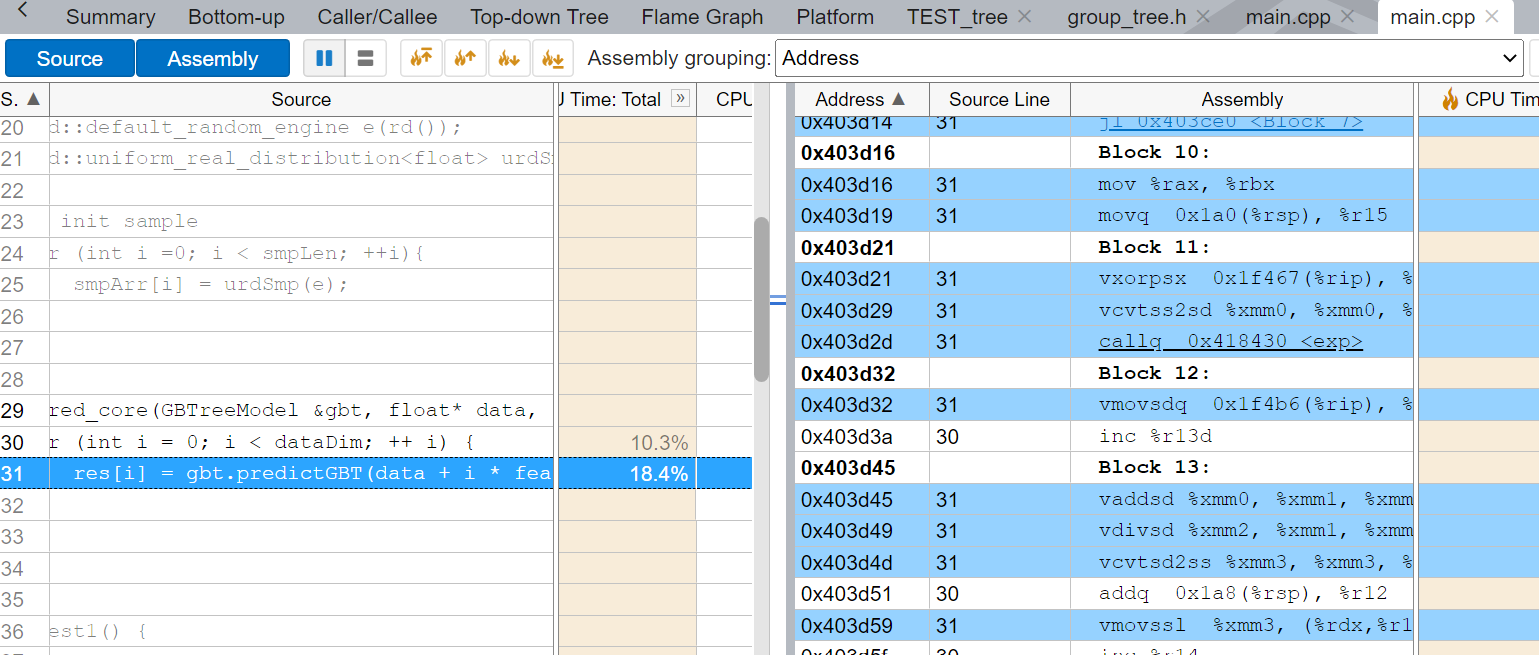 Summary Bottom-up Caller/Callee Top-down Tree Flame Graph Platform TEST_tree group_tree.h main.cpp main.cpp
Source Assembly Assembly grouping: Address
S. Source Time: Total » CPU
20 d::default_random_engine e(rd());
21 d::uniform_real_distribution<float>
22
23 init sample
24 r (int i =0; i < smpLen; ++i){
25 smpArr[i] = urdSmp(e);
26
27
28
29 red_core(GBTreeModel &gbt, float* data,
30 r (int i = 0; i < dataDim; ++ i) { 10.3%
31 res[i] = gbt.predictGBT(data + i * fea 18.4%
32
33
34
35
36 est1() {
Address Source Line Assembly CPU Tim
0x403d14 31 jl 0x403ce0 <Block 7>
0x403d16 Block 10:
0x403d16 31 mov %rax, %rbx
0x403d19 31 movq 0x1a0(%rsp), %r15
0x403d21 Block 11:
0x403d21 31 vxorpsx 0x1f467(%rip), %
0x403d29 31 vcvtss2sd %xmm0, %xmm0, %
0x403d2d 31 callq 0x418430 <exp>
0x403d32 Block 12:
0x403d32 31 vmovsdq 0x1f4b6(%rip), %
0x403d3a 30 inc %r13d
0x403d45 Block 13:
0x403d45 31 vaddsd %xmm0, %xmm1, %xmm
0x403d49 31 vdivsd %xmm2, %xmm1, %xmm
0x403d4d 31 vcvtsd2ss %xmm3, %xmm3, %
0x403d51 30 addq 0x1a8(%rsp), %r12
0x403d59 31 vmovssl %xmm3, (%rdx,%r1
0x403d5f 30 inc %r14